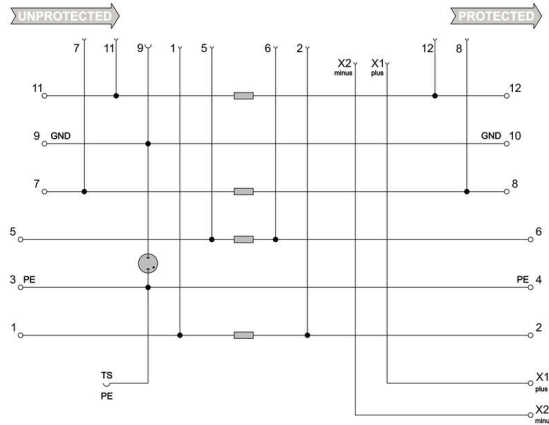 UNPROTECTED
PROTECTED
7 11 9 1 5 6 2 X2 minus X1 plus 12 8
11 12
9 GND GND 10
7 8
5 6
3 PE PE 4
1 2
TS
PE
X1
plus
X2
minu